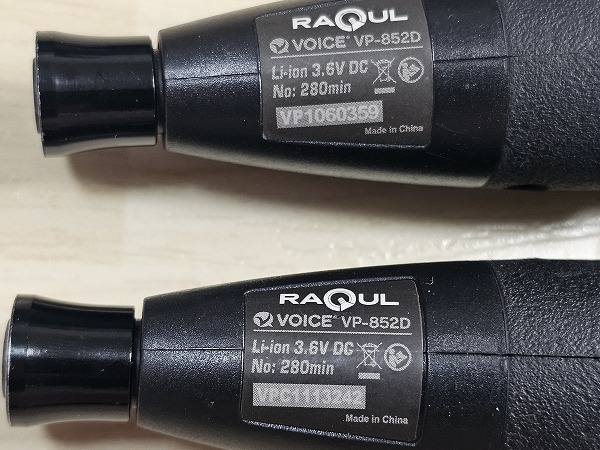 RAQUL
VOICE® VP-852D
Li-ion 3.6V DC
No: 280min
VP1060359
Made in China
RAQUL
VOICE® VP-852D
Li-ion 3.6V DC
No: 280min
VPC1113242
Made in China